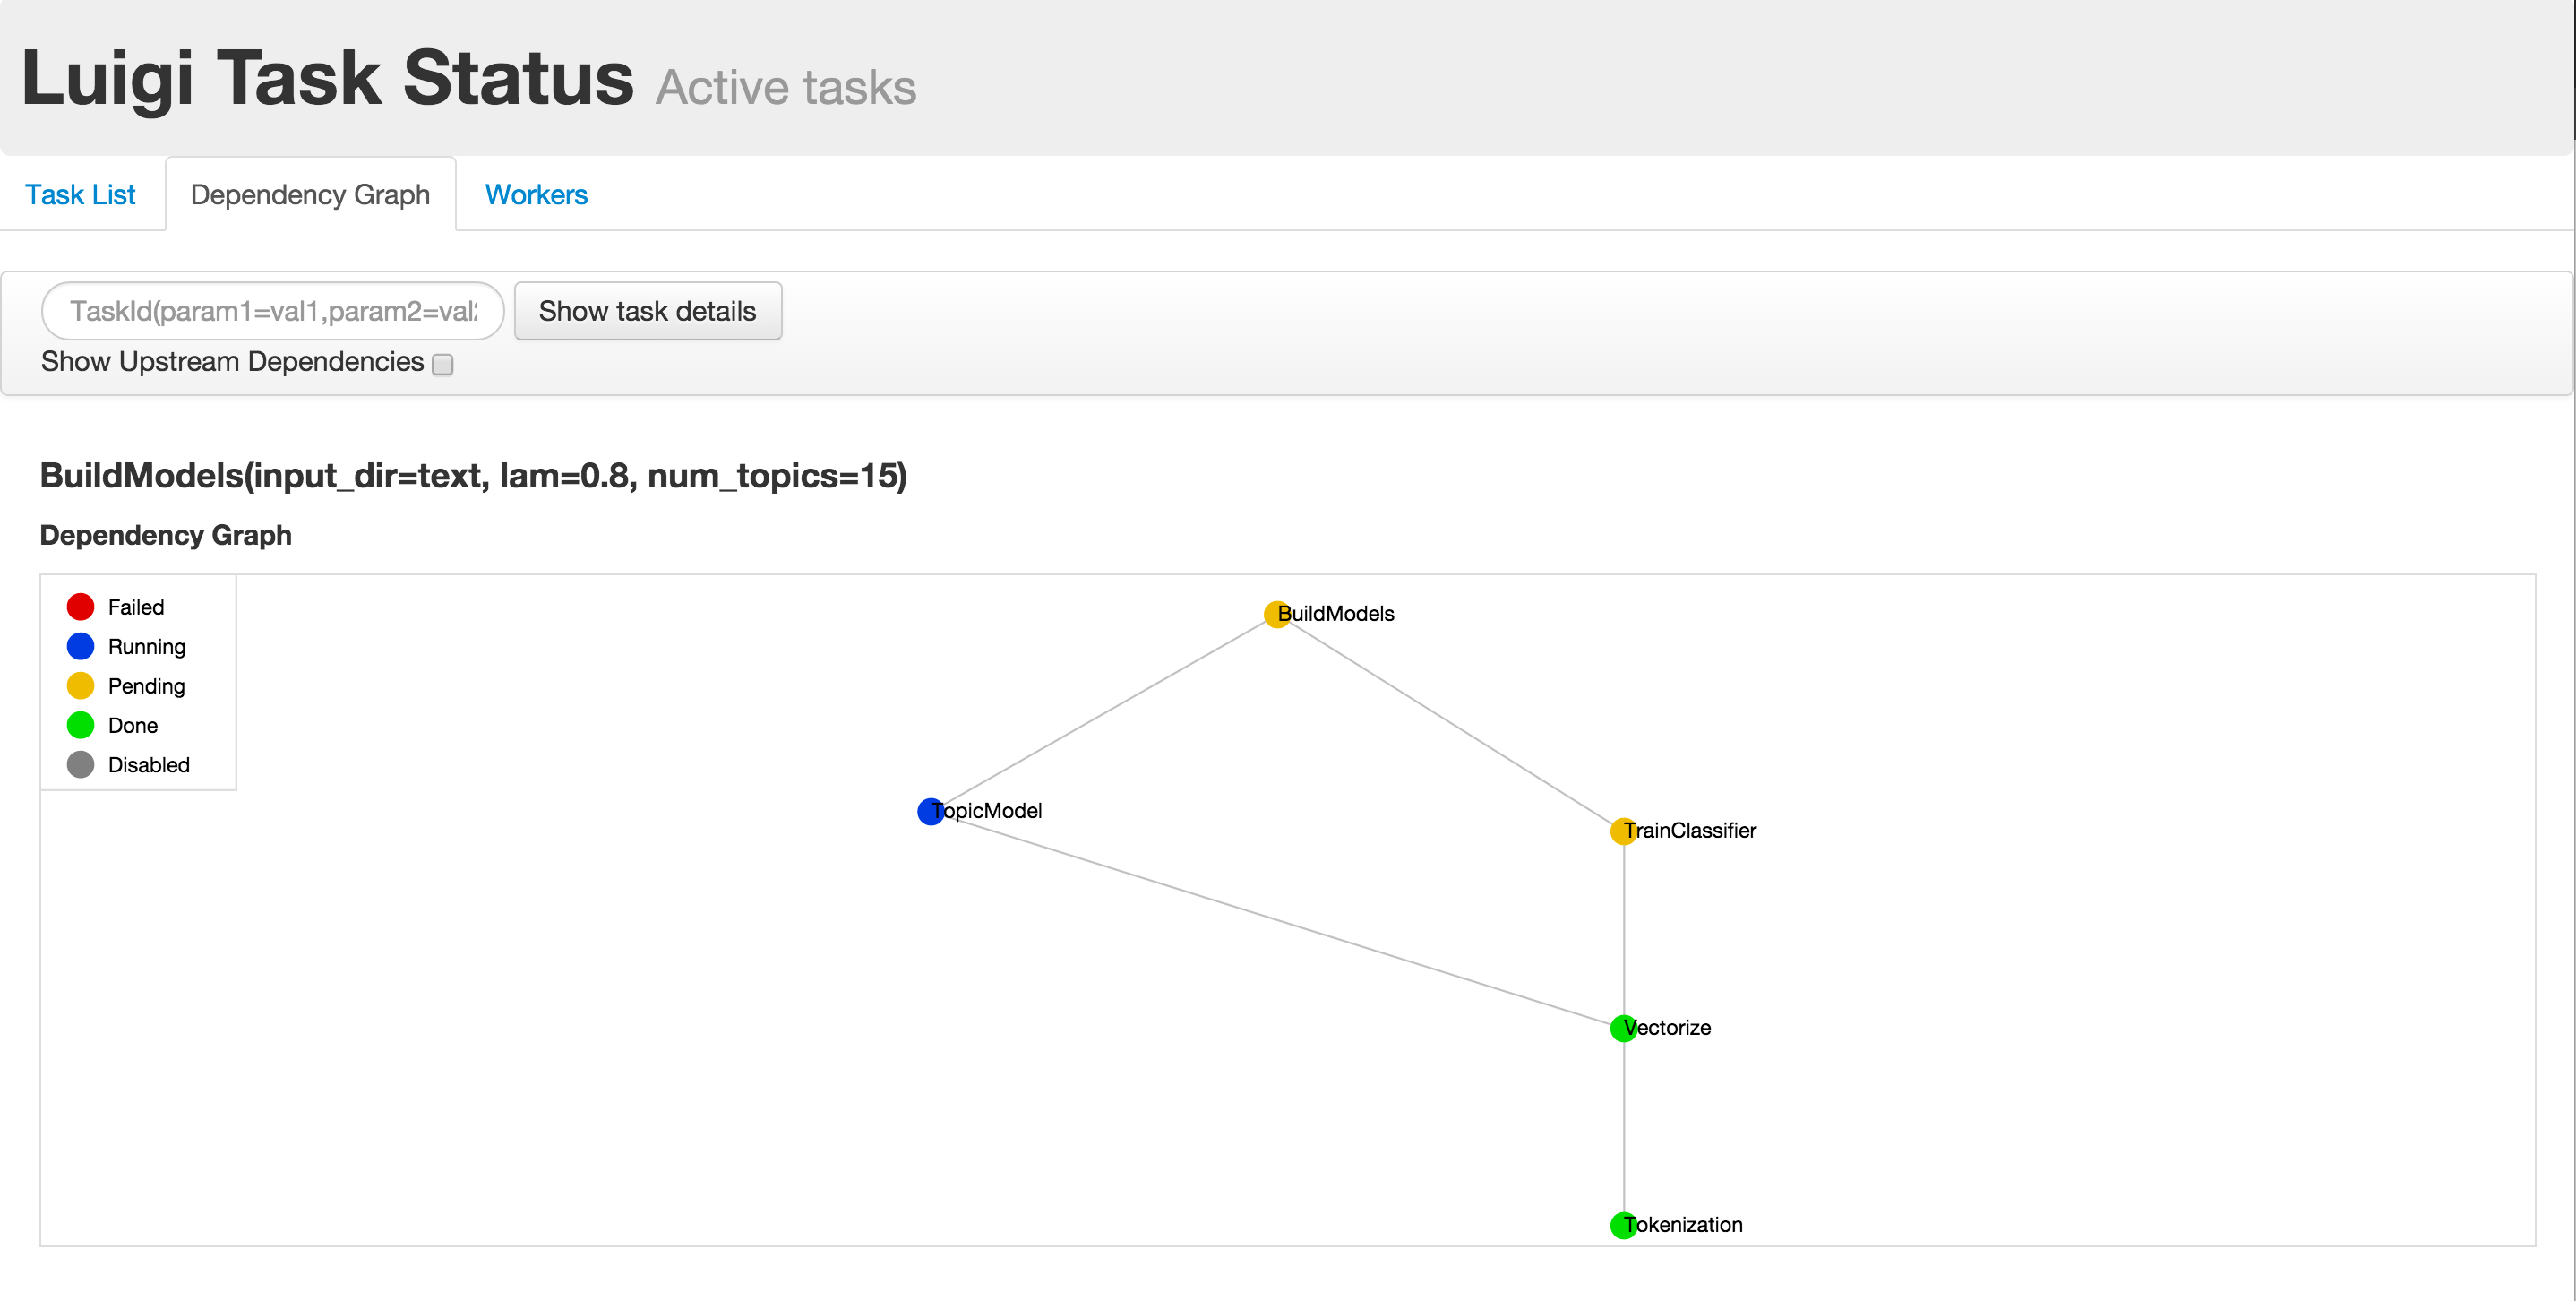 Luigi Task Status Active tasks
Task List Dependency Graph Workers
TaskId(param1=val1,param2=val2 Show task details
Show Upstream Dependencies
BuildModels(input_dir=text, lam=0.8, num_topics=15)
Dependency Graph
Failed
Running
Pending
Done
Disabled
BuildModels
TopicModel
TrainClassifier
Vectorize
Tokenization